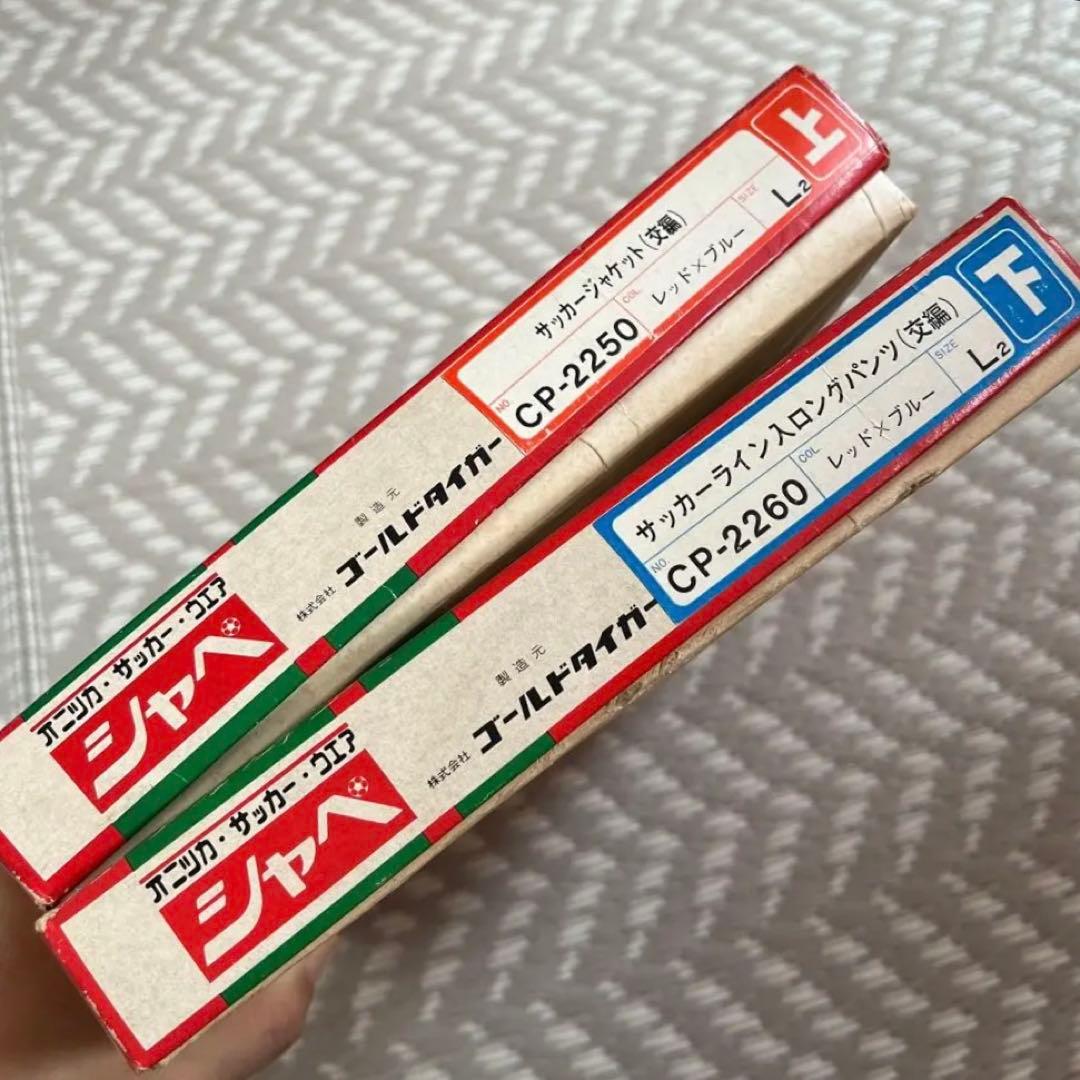 オニツカ・サッカー・ウエア
シャペ
製造元
株式会社 ゴールドタイガー
サッカージャケット(交編)
NO. CP-2250
COL. レッド×ブルー
SIZE L2
上
オニツカ・サッカー・ウエア
シャペ
製造元
株式会社 ゴールドタイガー
サッカーライン入ロングパンツ(交編)
NO. CP-2260
COL. レッド×ブルー
SIZE L2
下